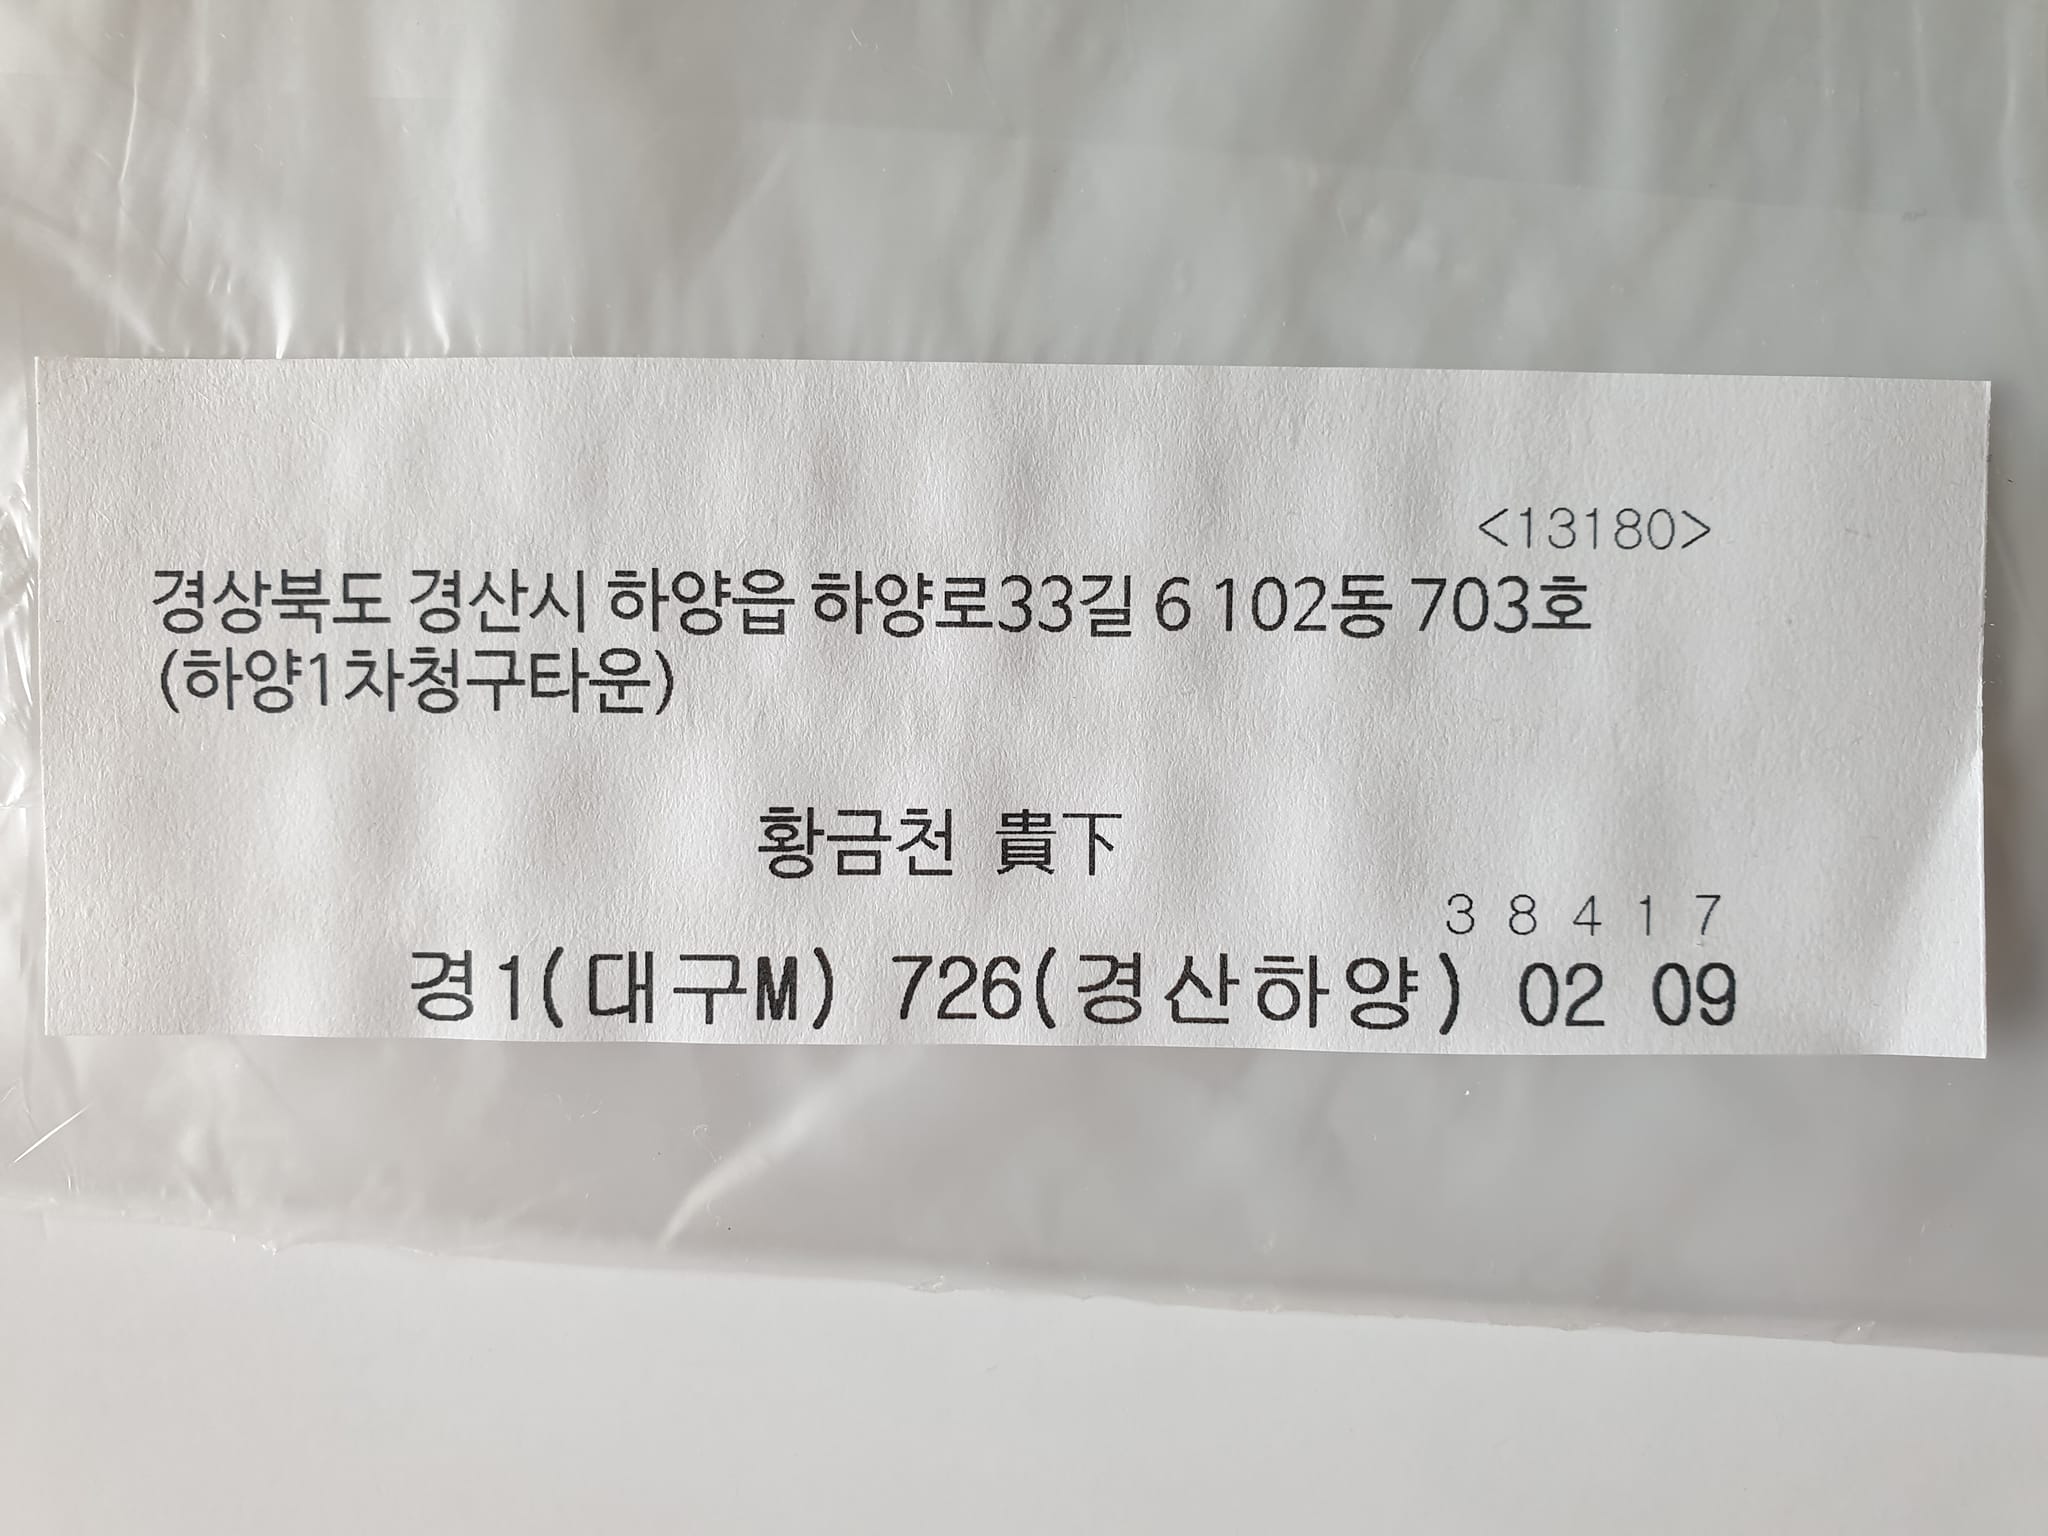 <13180>
경상북도 경산시 하양읍 하양로33길 6 102동 703호
(하양1차청구타운)
황금천 貴下
3 8 4 1 7
경1(대구M) 726(경산하양) 02 09